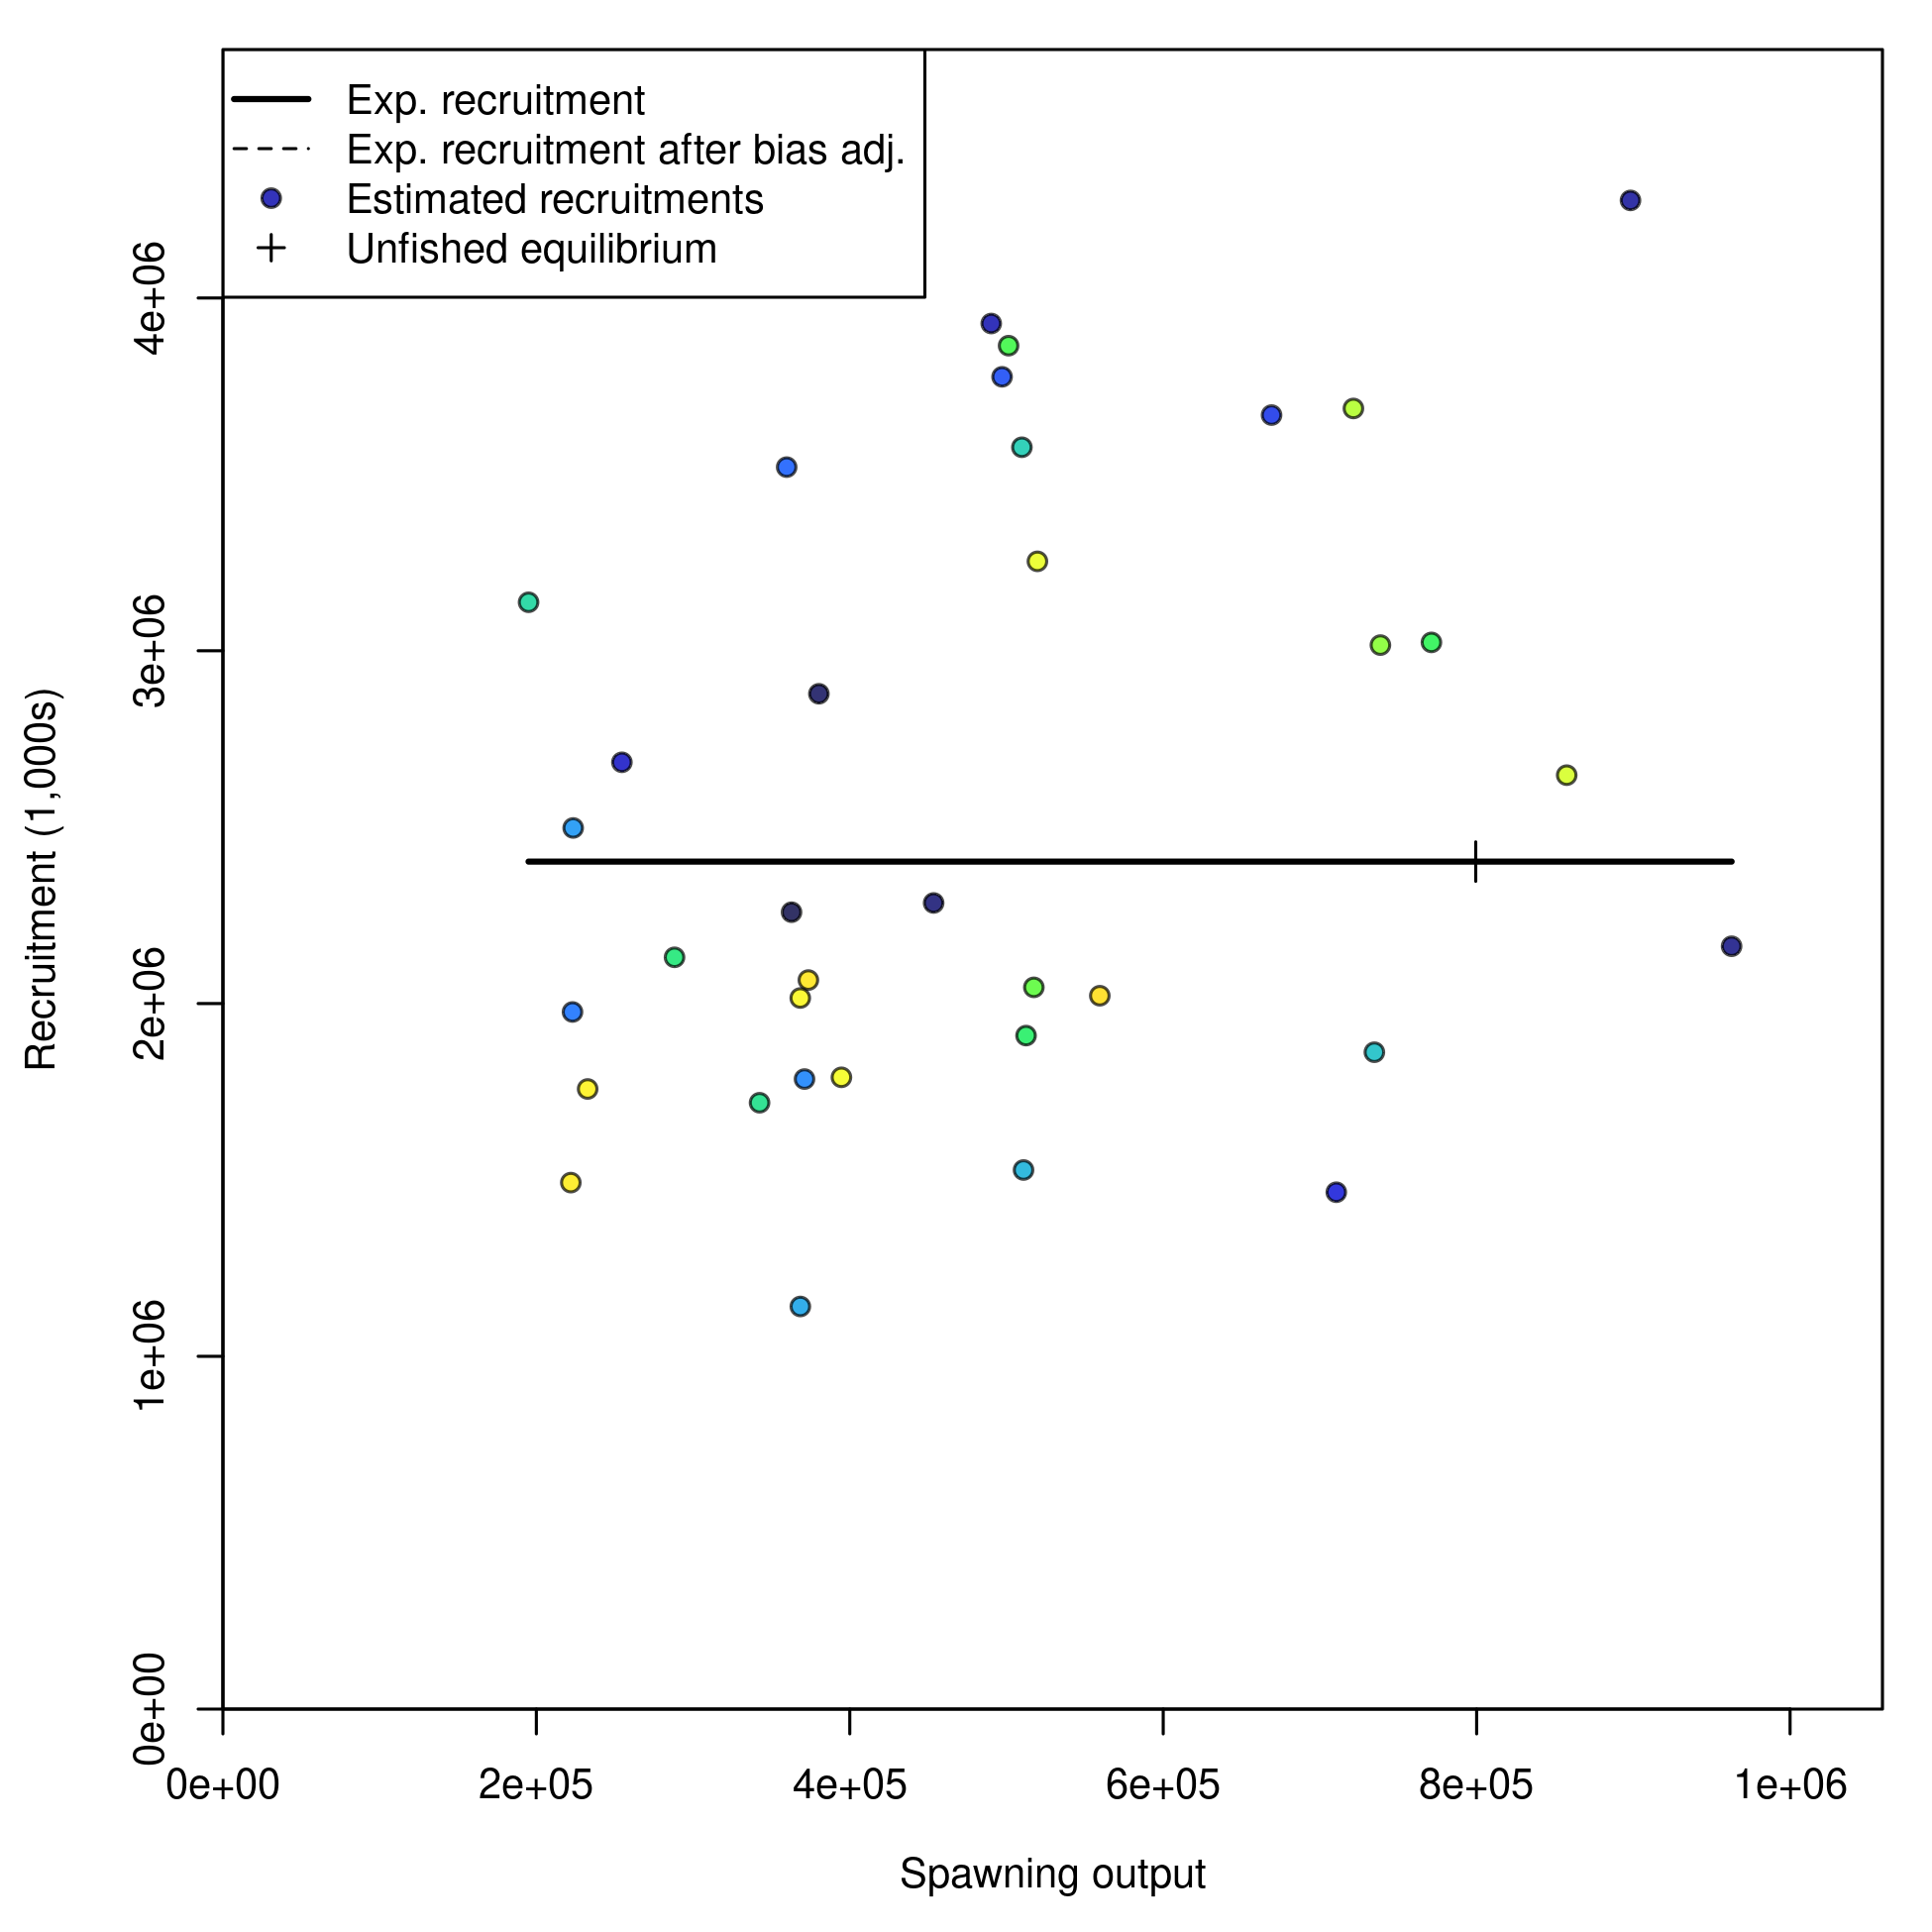 Exp. recruitment
Exp. recruitment after bias adj.
Estimated recruitments
Unfished equilibrium
4e+06
3e+06
2e+06
1e+06
0e+00
Recruitment (1,000s)
0e+00 2e+05 4e+05 6e+05 8e+05 1e+06
Spawning output